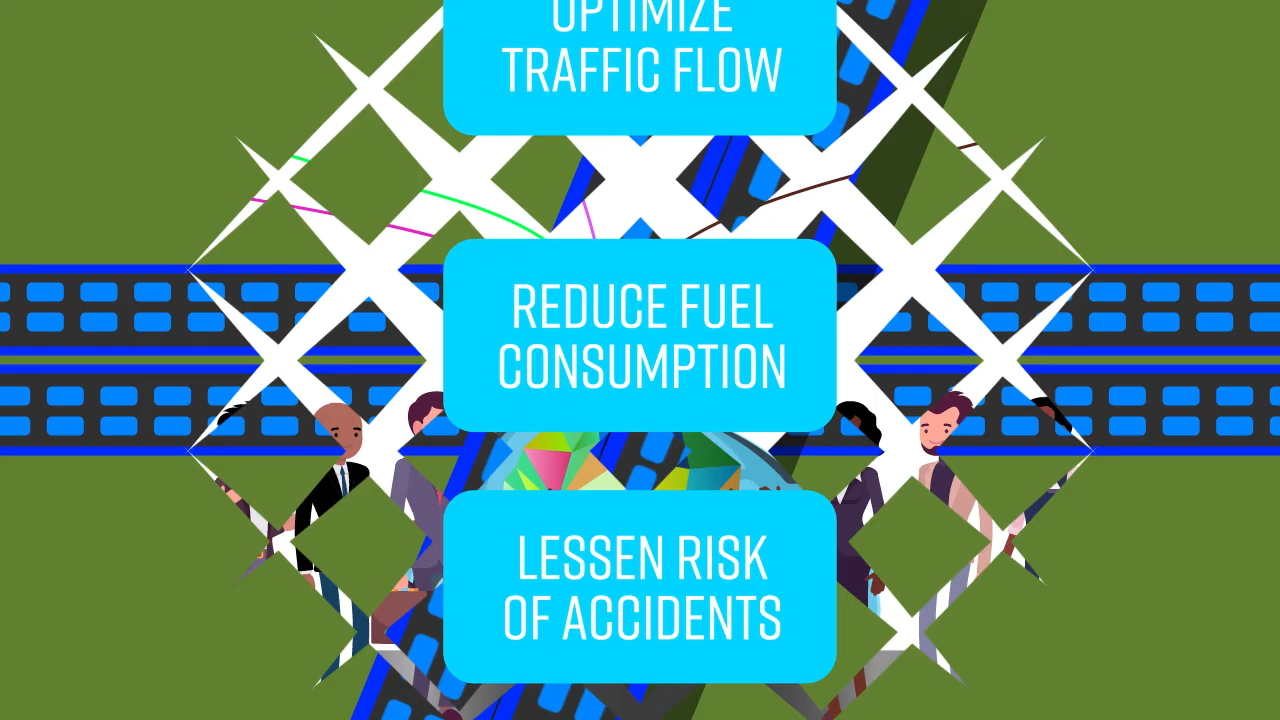 OPTIMIZE
TRAFFIC FLOW
REDUCE FUEL
CONSUMPTION
LESSEN RISK
OF ACCIDENTS